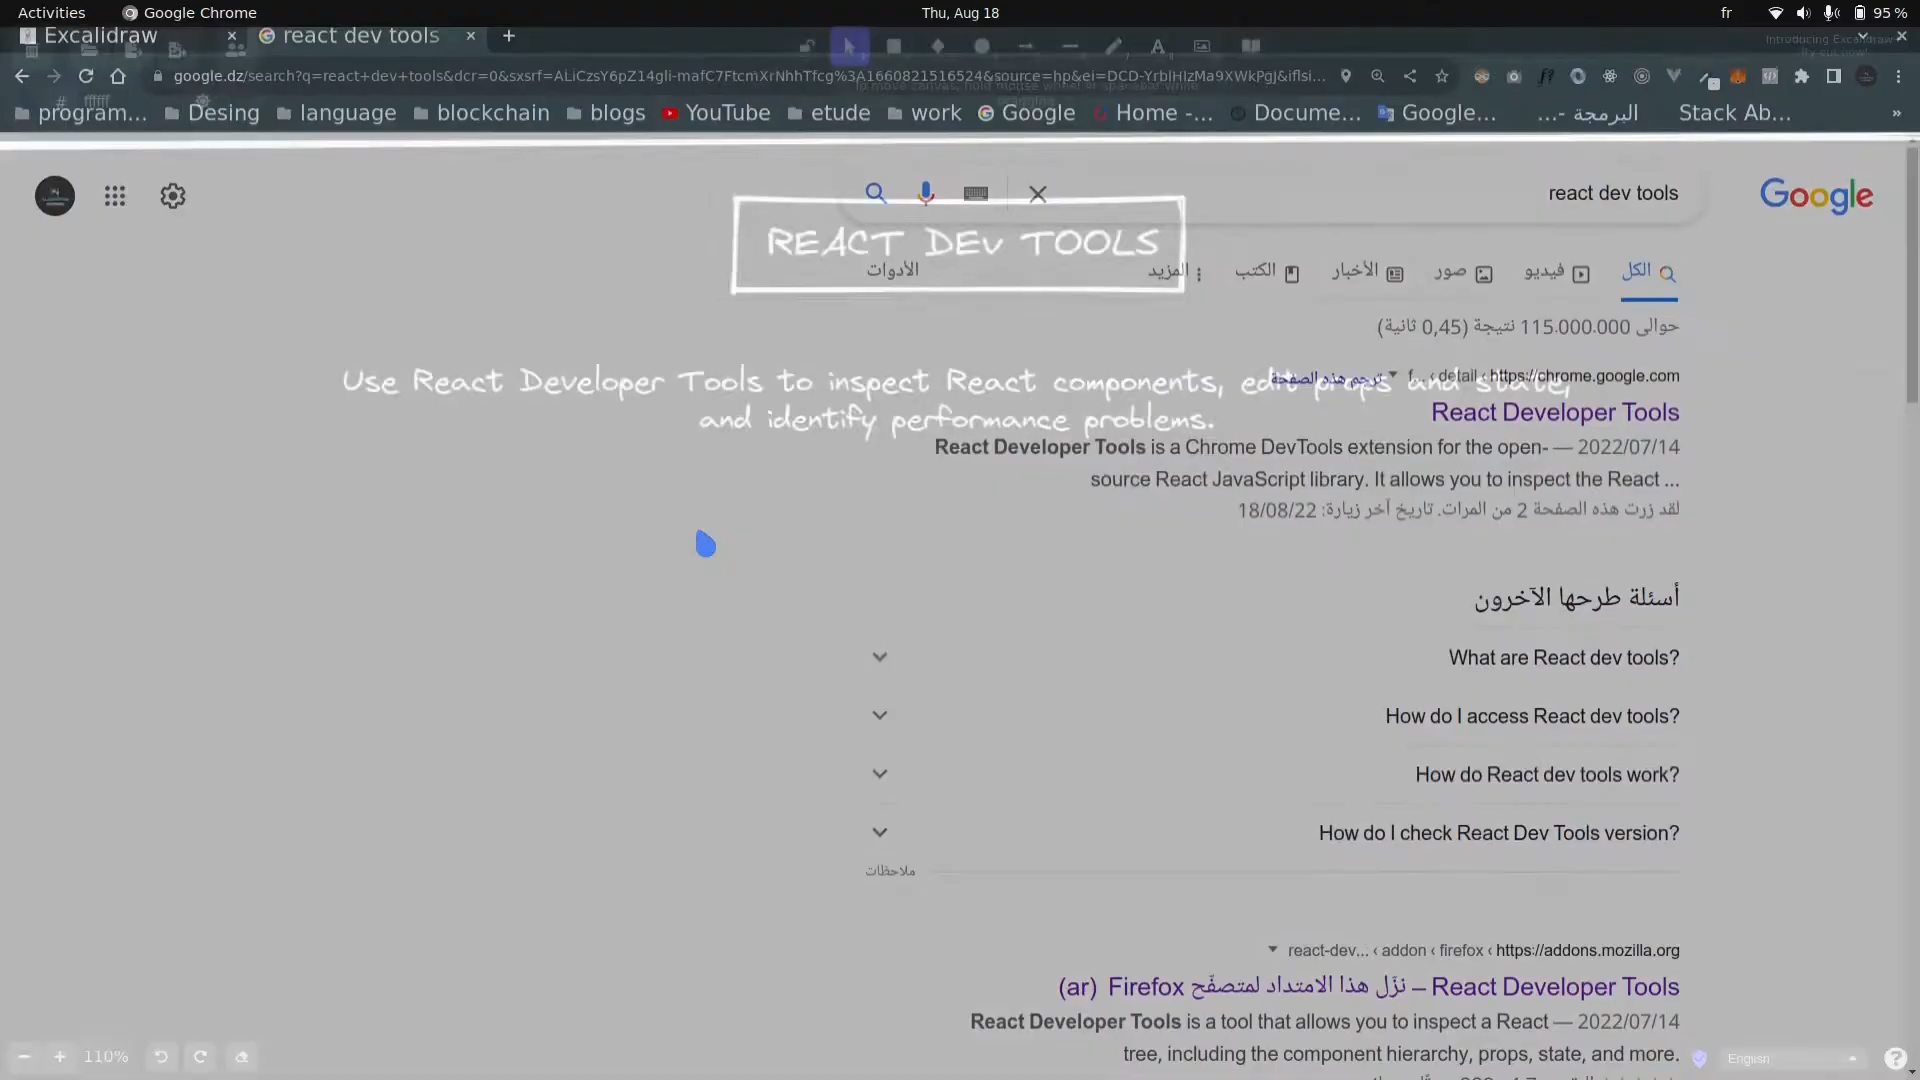 Activities Google Chrome Thu, Aug 18 fr 95 %
Excalidraw react dev tools
google.dz/search?q=react+dev+tools&dcr=0&sxsrf=ALiCzsY6pZ14gli-mafC7FtcmXrNhhTfcg%3A1660821516524&source=hp&ei=DCD-YrblHIzMa9XWkPgJ&iflsi...
program... Desing language blockchain blogs YouTube etude work Google Home -... Docume... Google... البرمجة -... Stack Ab... »
# ffffff
react dev tools
Google
REACT DEV TOOLS
الكل فيديو صور الأخبار الكتب المزيد الأدوات
حوالى 115.000.000 نتيجة (0,45 ثانية)
Use React Developer Tools to inspect React components, edit props and state,
and identify performance problems.
https://chrome.google.com › detail › f... ترجم هذه الصفحة
React Developer Tools
React Developer Tools is a Chrome DevTools extension for the open- — 2022/07/14
source React JavaScript library. It allows you to inspect the React ...
لقد زرت هذه الصفحة 2 من المرات. تاريخ آخر زيارة: 18/08/22
أسئلة طرحها الآخرون
What are React dev tools?
How do I access React dev tools?
How do React dev tools work?
How do I check React Dev Tools version?
ملاحظات
https://addons.mozilla.org › firefox › addon › react-dev...
React Developer Tools – نزّل هذا الامتداد لمتصفّح Firefox (ar)
React Developer Tools is a tool that allows you to inspect a React — 2022/07/14
tree, including the component hierarchy, props, state, and more.
110% English